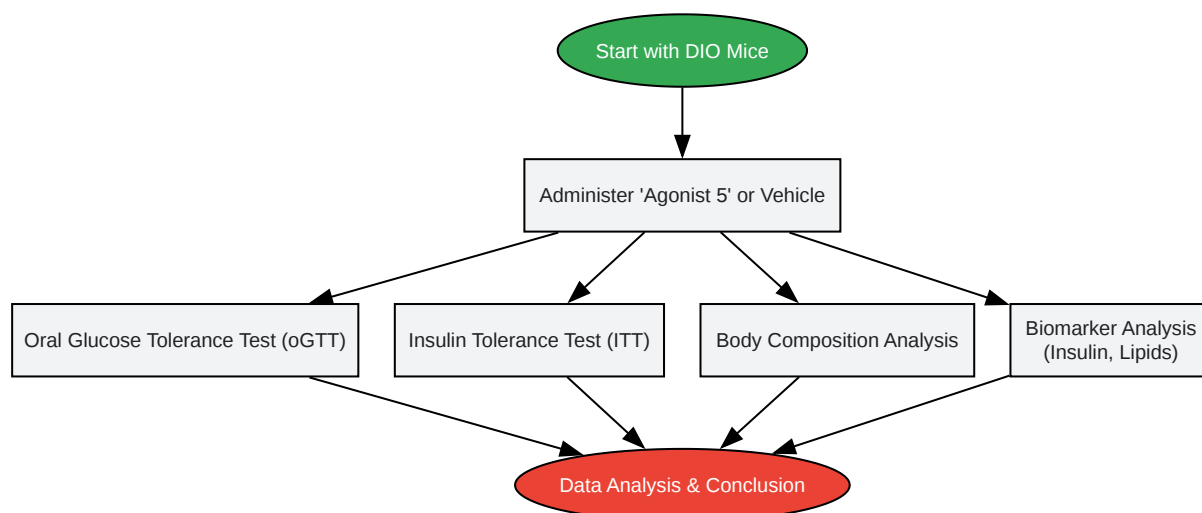 Start with DIO Mice
Administer 'Agonist 5' or Vehicle
Oral Glucose Tolerance Test (oGTT)
Insulin Tolerance Test (ITT)
Body Composition Analysis
Biomarker Analysis
(Insulin, Lipids)
Data Analysis & Conclusion